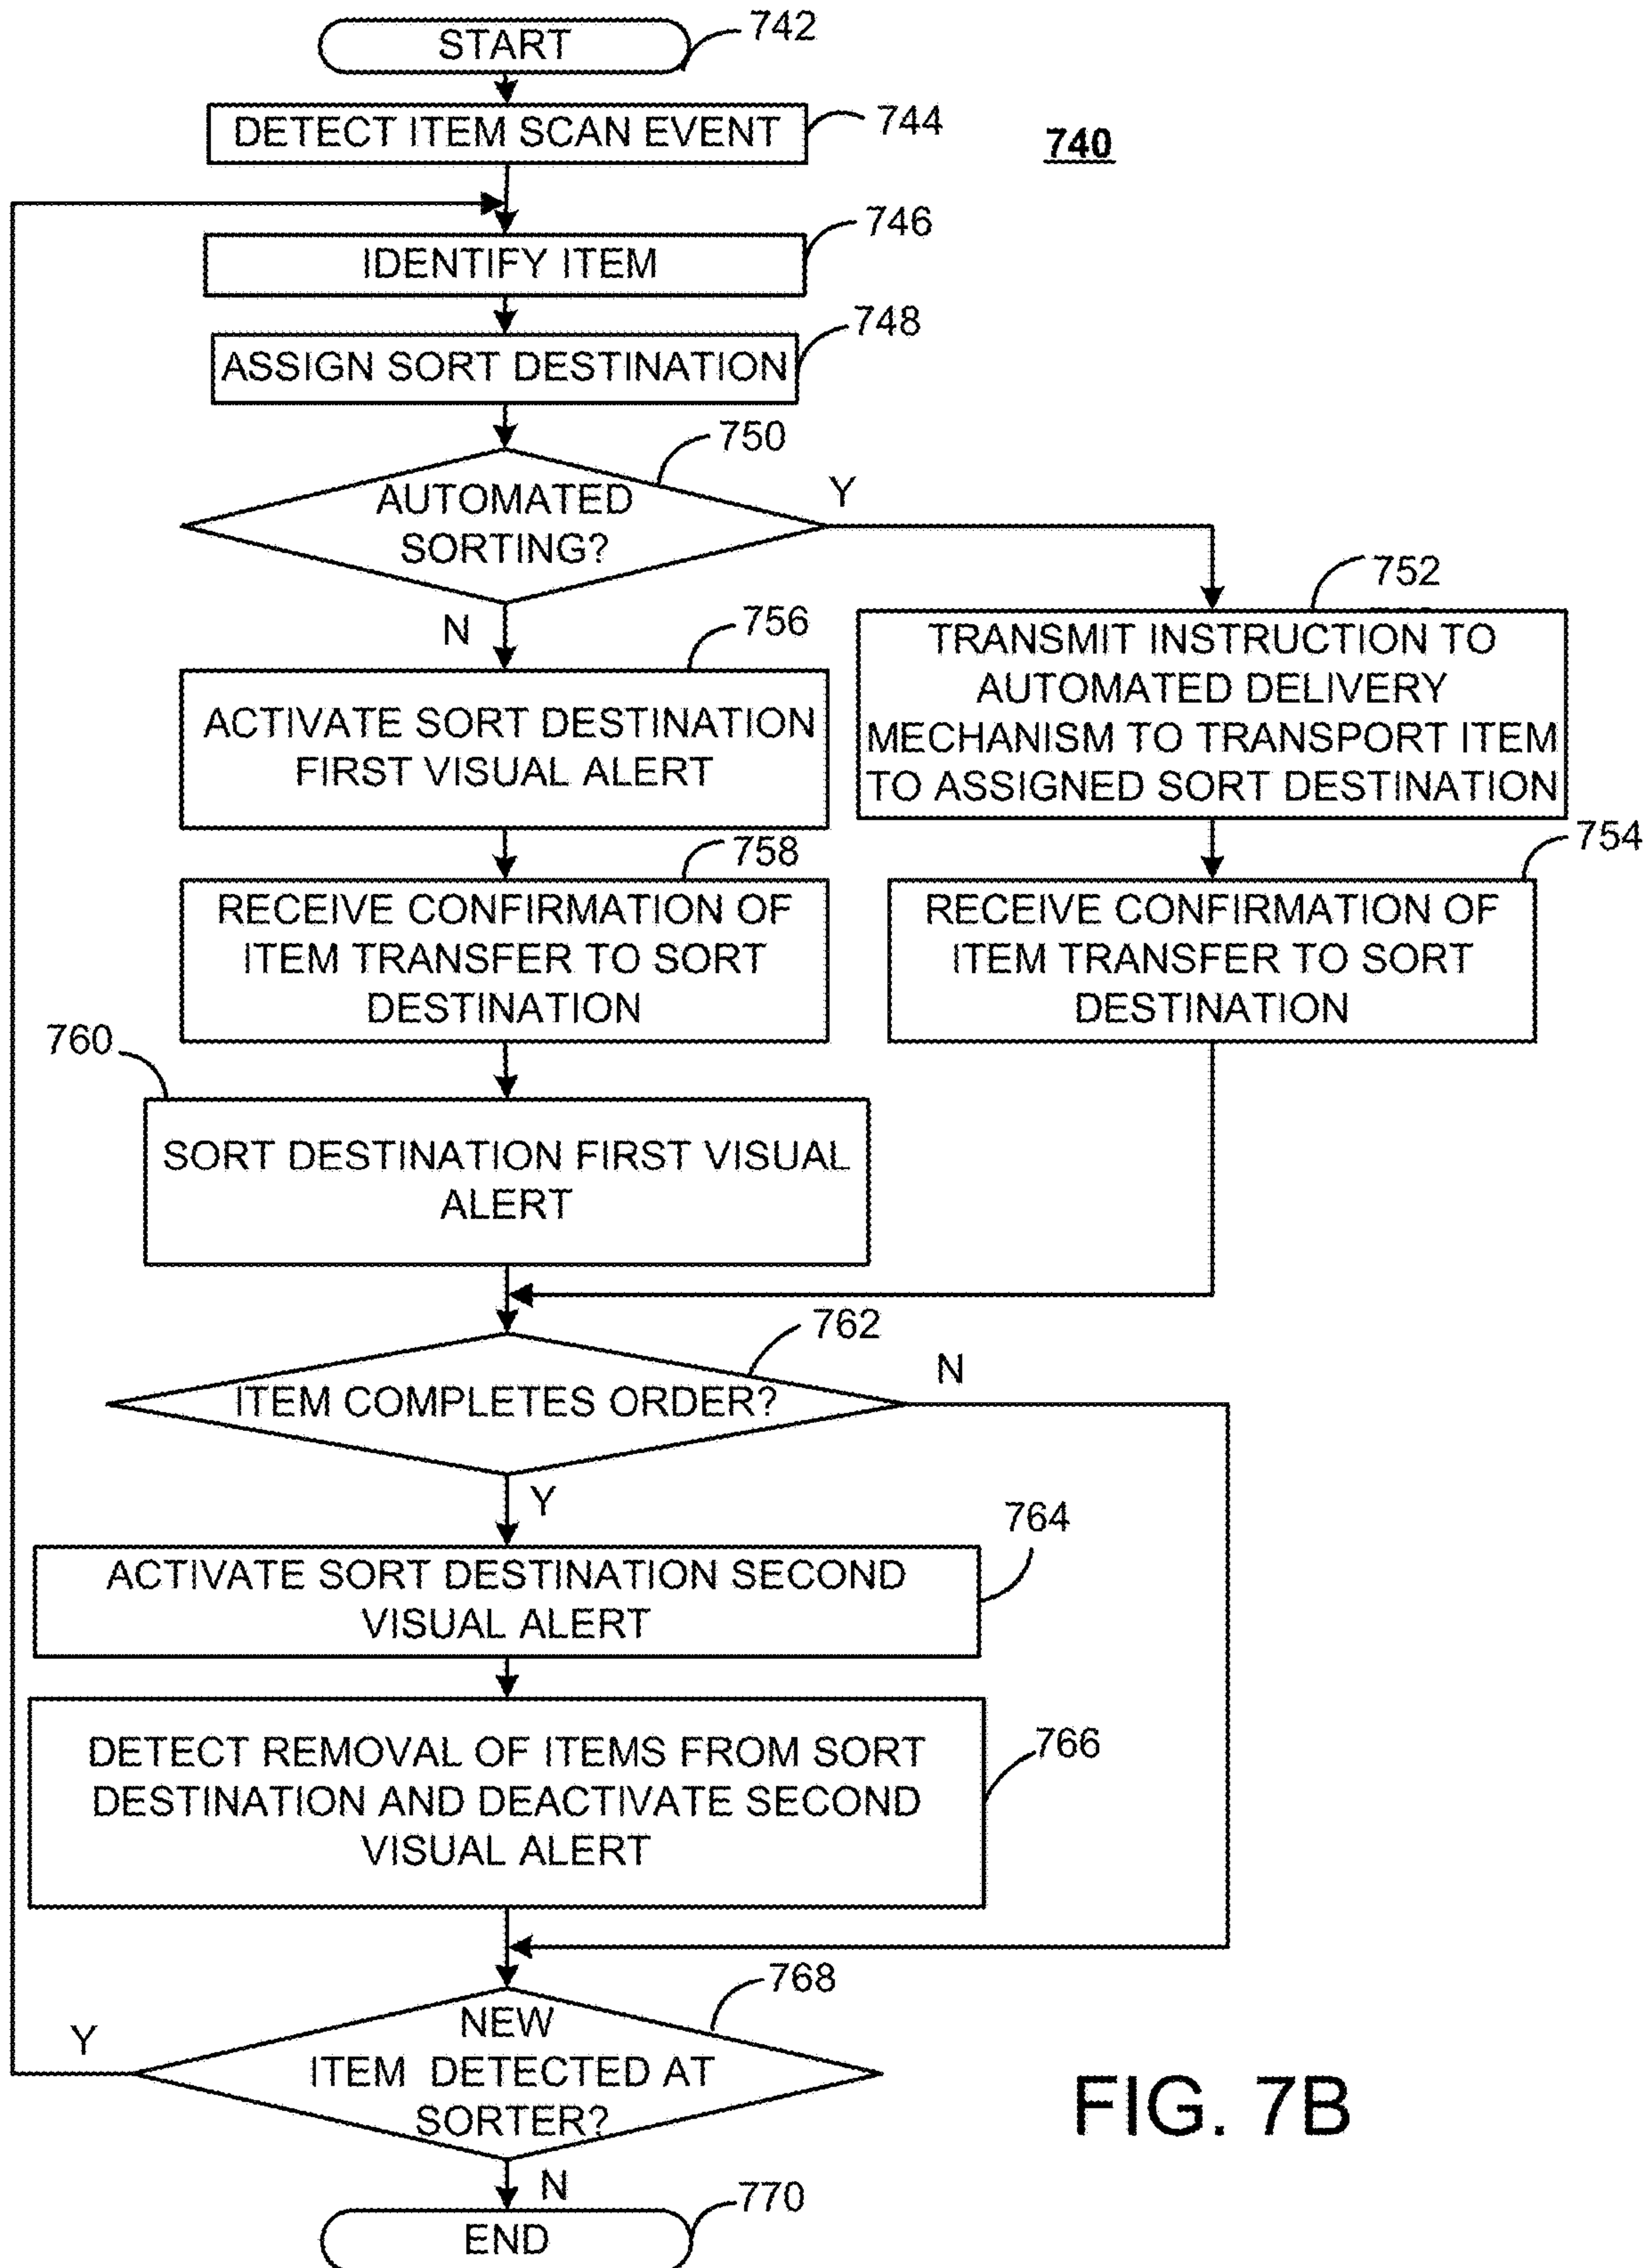 START
742
DETECT ITEM SCAN EVENT
744
740
IDENTIFY ITEM
746
ASSIGN SORT DESTINATION
748
AUTOMATED
SORTING?
750
Y
N
752
TRANSMIT INSTRUCTION TO
AUTOMATED DELIVERY
MECHANISM TO TRANSPORT ITEM
TO ASSIGNED SORT DESTINATION
756
ACTIVATE SORT DESTINATION
FIRST VISUAL ALERT
754
RECEIVE CONFIRMATION OF
ITEM TRANSFER TO SORT
DESTINATION
758
RECEIVE CONFIRMATION OF
ITEM TRANSFER TO SORT
DESTINATION
760
SORT DESTINATION FIRST VISUAL
ALERT
762
ITEM COMPLETES ORDER?
N
Y
764
ACTIVATE SORT DESTINATION SECOND
VISUAL ALERT
766
DETECT REMOVAL OF ITEMS FROM SORT
DESTINATION AND DEACTIVATE SECOND
VISUAL ALERT
768
NEW
ITEM DETECTED AT
SORTER?
Y
N
END
770
FIG. 7B